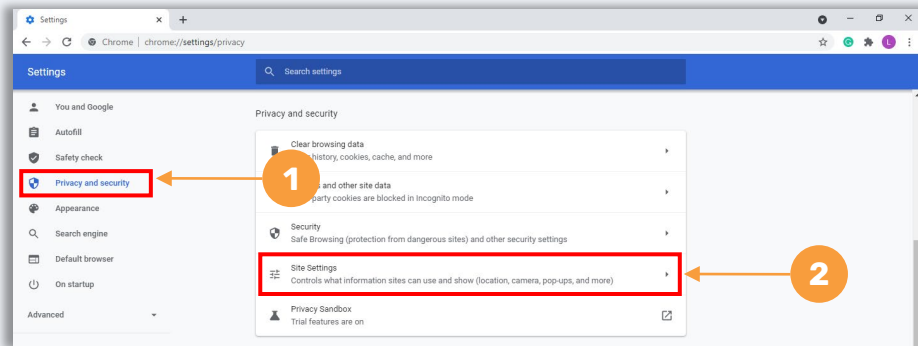 Settings
Chrome | chrome://settings/privacy
L
Settings
Search settings
You and Google
Autofill
Safety check
Privacy and security
Appearance
Search engine
Default browser
On startup
Advanced
Privacy and security
Clear browsing data
history, cookies, cache, and more
and other site data
party cookies are blocked in Incognito mode
Security
Safe Browsing (protection from dangerous sites) and other security settings
Site Settings
Controls what information sites can use and show (location, camera, pop-ups, and more)
Privacy Sandbox
Trial features are on
1
2